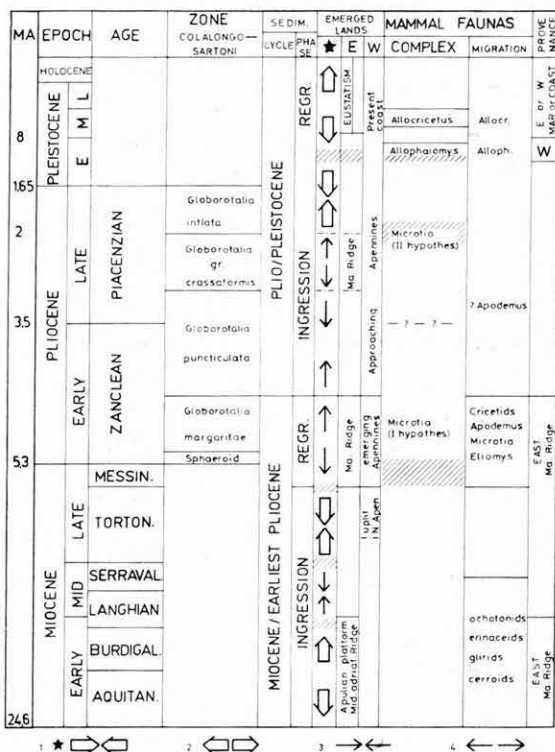 MA
EPOCH
AGE
ZONE
COLALONGO-
SARTONI
SEDIM.
CYCLE
PHA
SE
EMERGED
LANDS
★ E W
MAMMAL FAUNAS
COMPLEX
MIGRATION
PROVE
NANCE
HOLOCENE
PLEISTOCENE
L
M
E
8
1,65
2
3,5
5,3
24,6
PLIOCENE
LATE
EARLY
PIACENZIAN
ZANCLEAN
MIOCENE
LATE
MID
EARLY
MESSIN.
TORTON.
SERRAVAL.
LANGHIAN
BURDIGAL.
AQUITAN.
Globorotalia
inflata
Globorotalia
gr.
crassaformis
Globorotalia
puncticulata
Globorotalia
margaritae
Sphaeroid
PLIO/PLEISTOCENE
MIOCENE/EARLIEST PLIOCENE
REGR.
INGRESSION
REGR.
INGRESSION
EUSTATISM
Ma. Ridge
Ma. Ridge
Apulian platform
Mid adriat. Ridge
Present
coast
Approaching Apennines
emerging
Apennines
N. Apen
Allocricetus
Allophaiomys
Microtia
(II hypothes)
- ? - ? -
Microtia
(I hypothes)
Allocr.
Alloph.
? Apodemus
Cricetids
Apodemus
Microtia
Eliomys
ochotonids
erinaceids
glirids
cerroids
E or W
MAR or COAST
W
EAST
Ma. Ridge
EAST
Ma. Ridge
1 ★
2
3
4